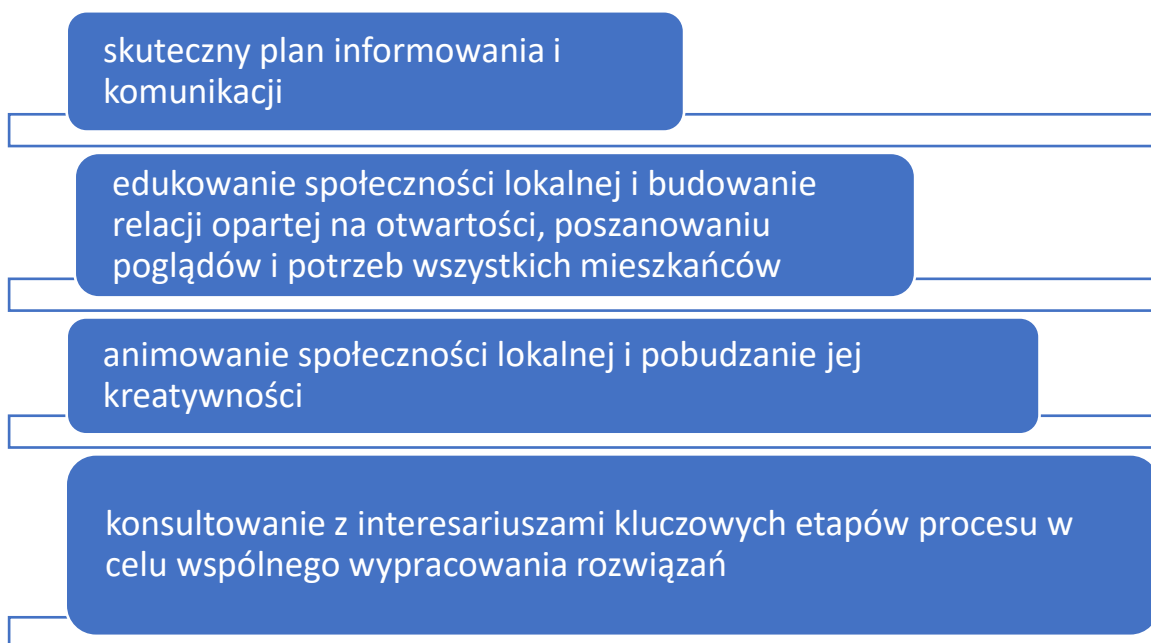 skuteczny plan informowania i
komunikacji
edukowanie społeczności lokalnej i budowanie
relacji opartej na otwartości, poszanowaniu
poglądów i potrzeb wszystkich mieszkańców
animowanie społeczności lokalnej i pobudzanie jej
kreatywności
konsultowanie z interesariuszami kluczowych etapów procesu w
celu wspólnego wypracowania rozwiązań